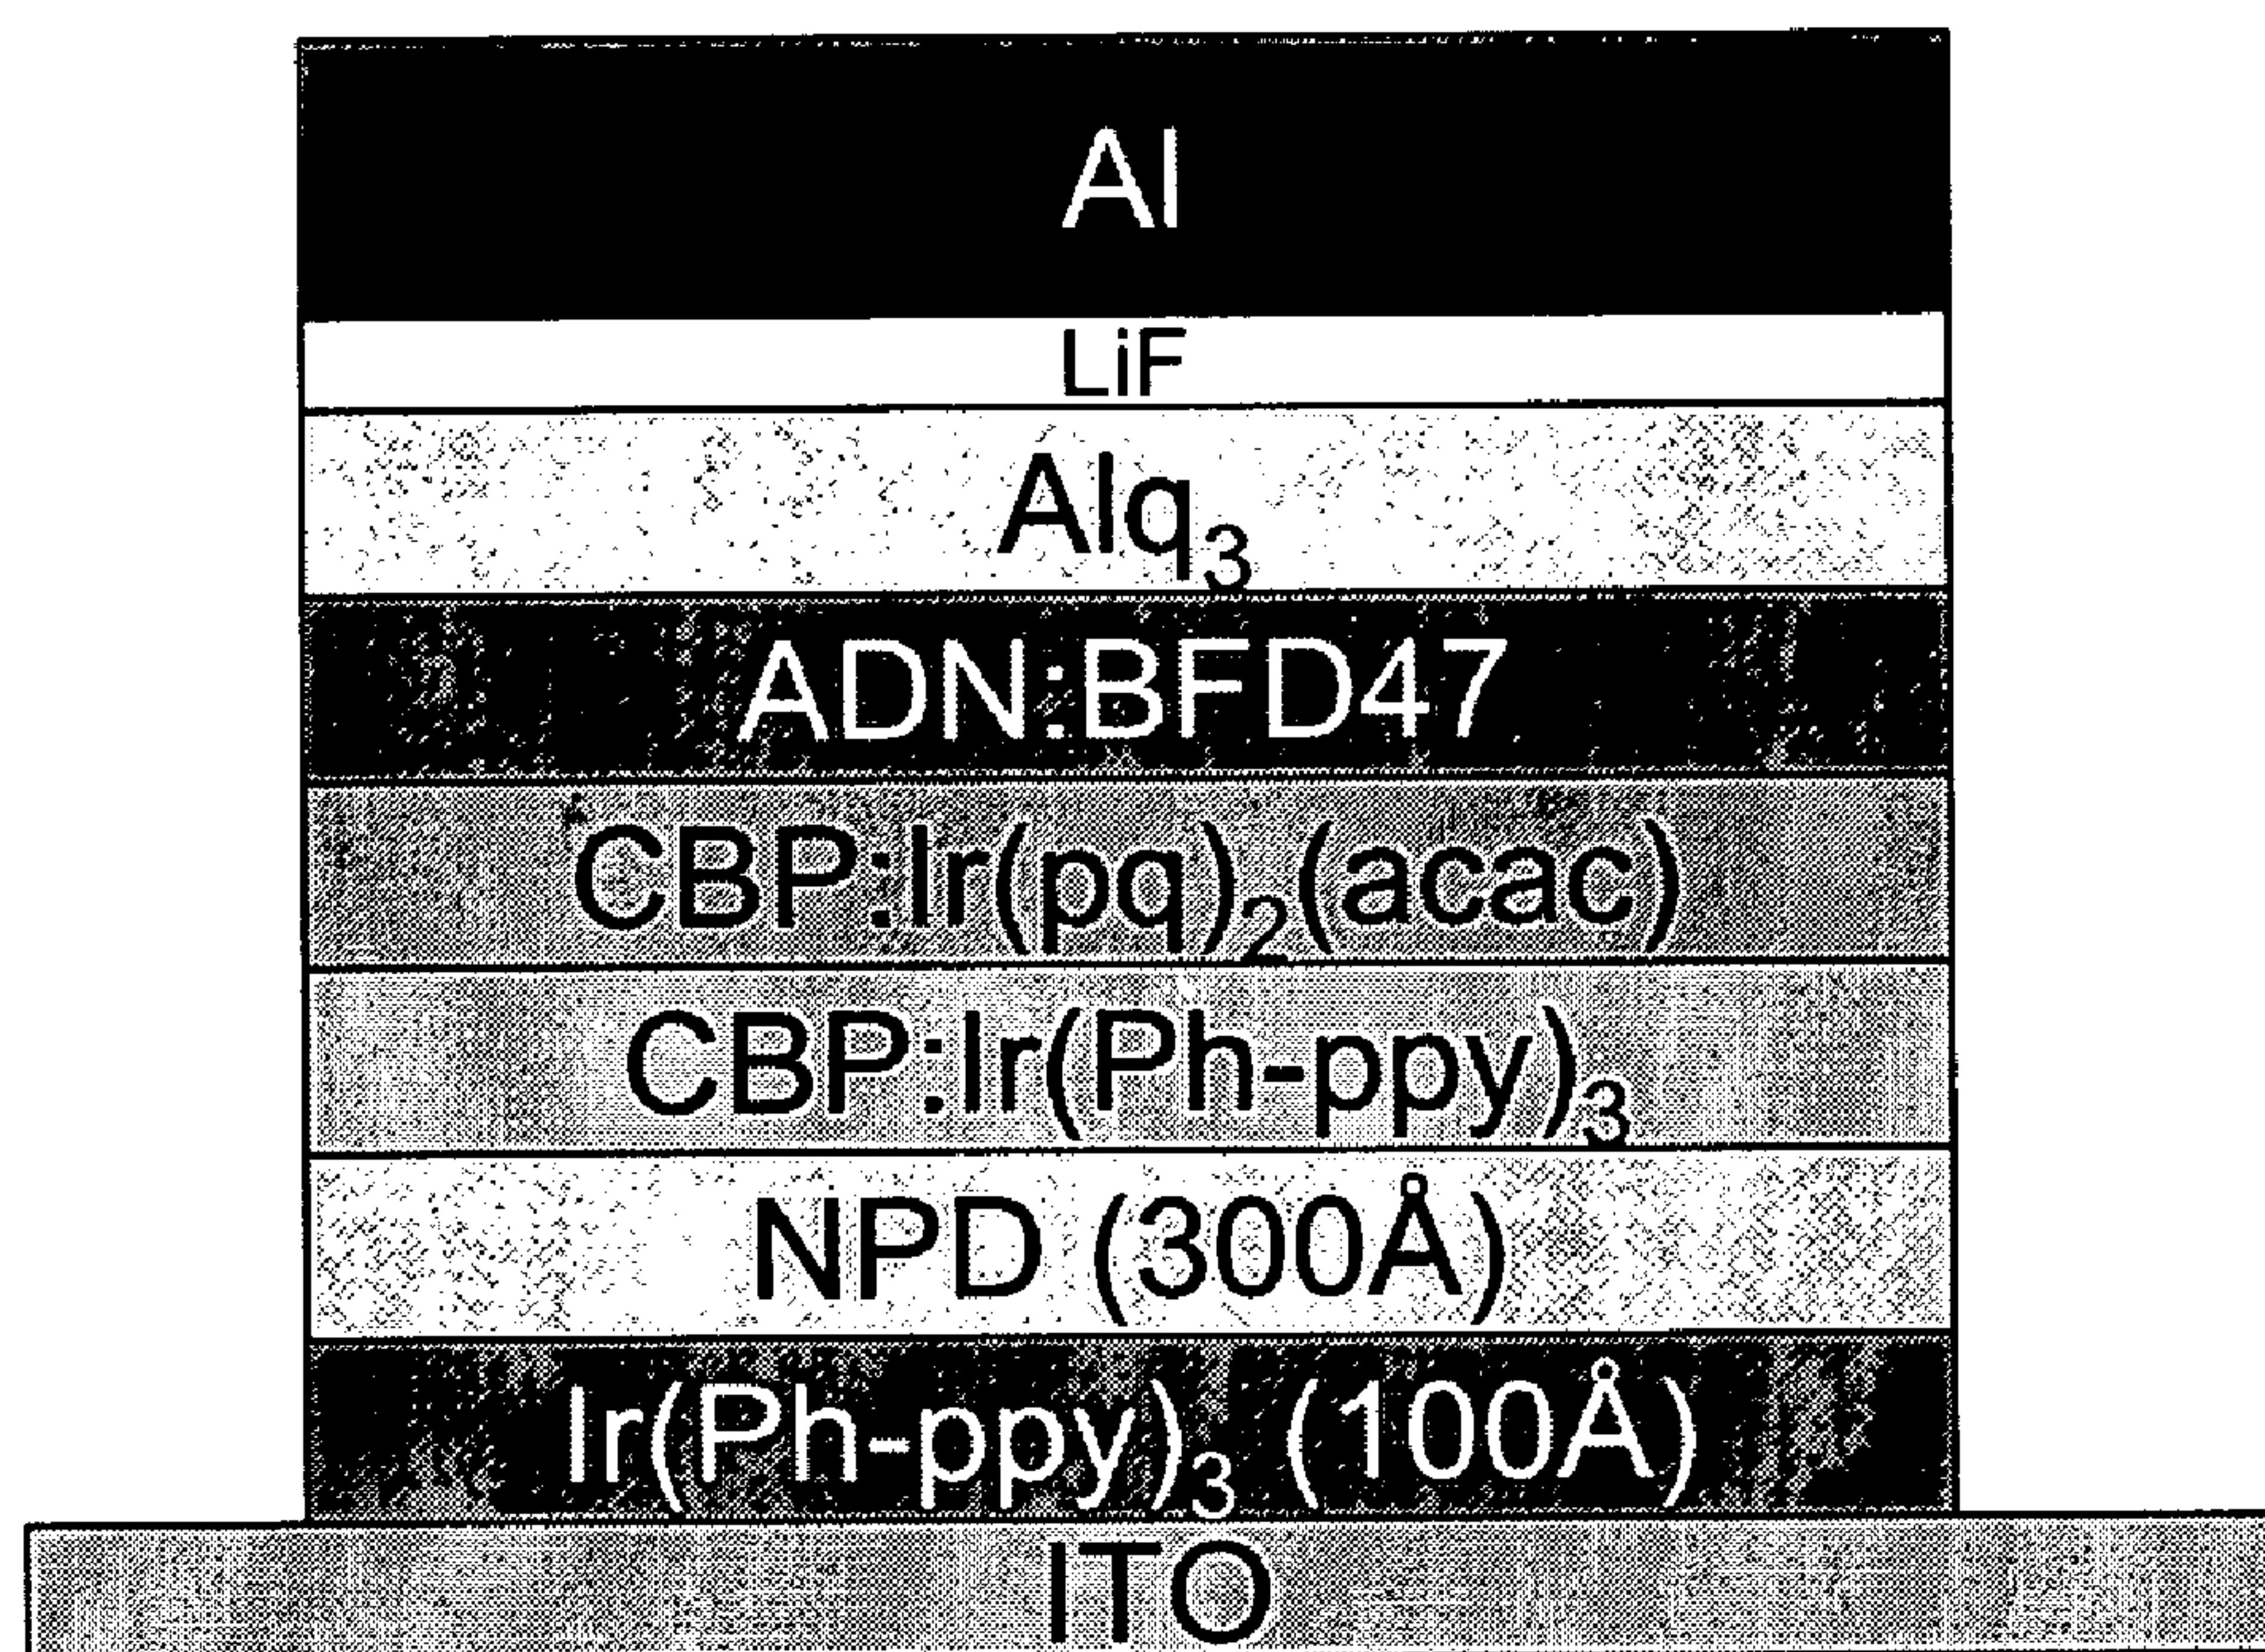 Al
LiF
Alq₃
ADN:BFD47
CBP:Ir(pq)₂(acac)
CBP:Ir(Ph-ppy)₃
NPD (300Å)
Ir(Ph-ppy)₃ (100Å)
ITO